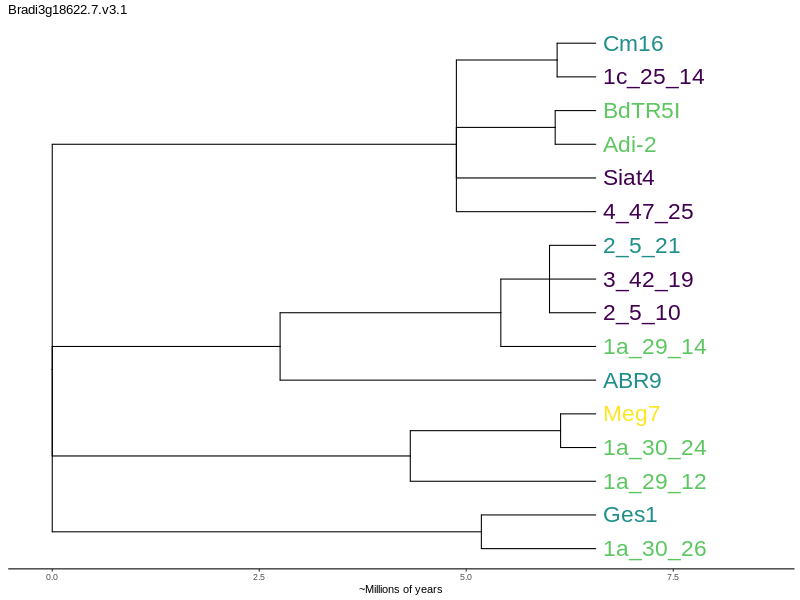 Bradi3g18622.7.v3.1
Cm16
1c_25_14
BdTR5I
Adi-2
Siat4
4_47_25
2_5_21
3_42_19
2_5_10
1a_29_14
ABR9
Meg7
1a_30_24
1a_29_12
Ges1
1a_30_26
0.0 2.5 5.0 7.5
~Millions of years